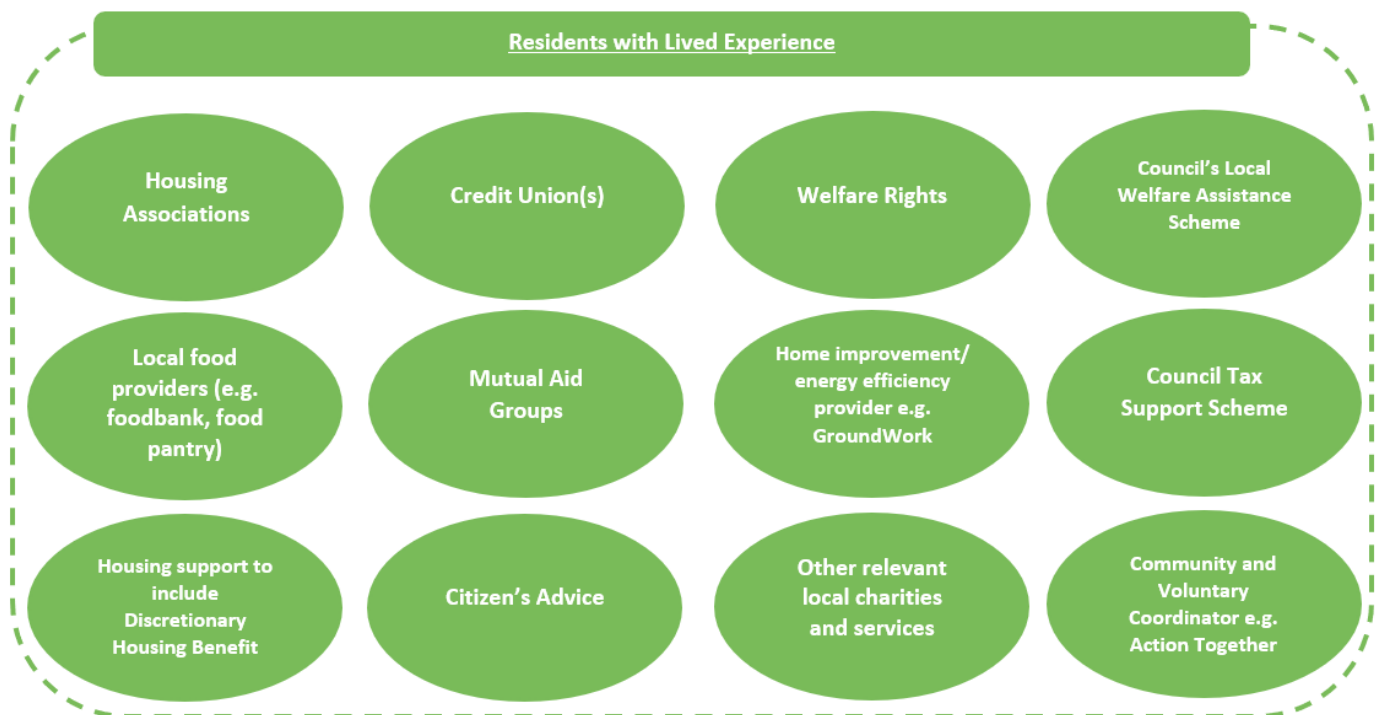 Residents with Lived Experience
Housing
Associations
Credit Union(s)
Welfare Rights
Council’s Local
Welfare Assistance
Scheme
Local food
providers (e.g.
foodbank, food
pantry)
Mutual Aid
Groups
Home improvement/
energy efficiency
provider e.g.
GroundWork
Council Tax
Support Scheme
Housing support to
include
Discretionary
Housing Benefit
Citizen’s Advice
Other relevant
local charities
and services
Community and
Voluntary
Coordinator e.g.
Action Together